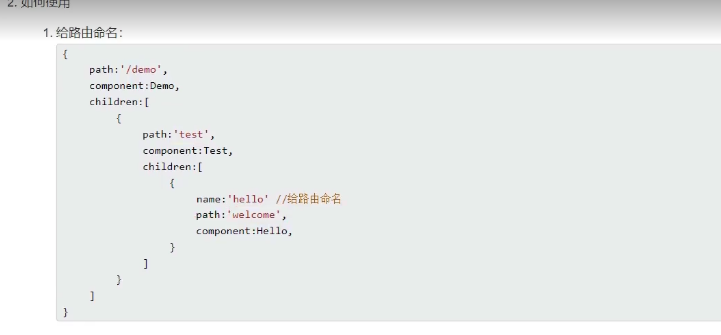 2. 如何使用
1. 给路由命名：
{
path:'/demo',
component:Demo,
children:[
{
path:'test',
component:Test,
children:[
{
name:'hello' //给路由命名
path:'welcome',
component:Hello,
}
]
}
]
}